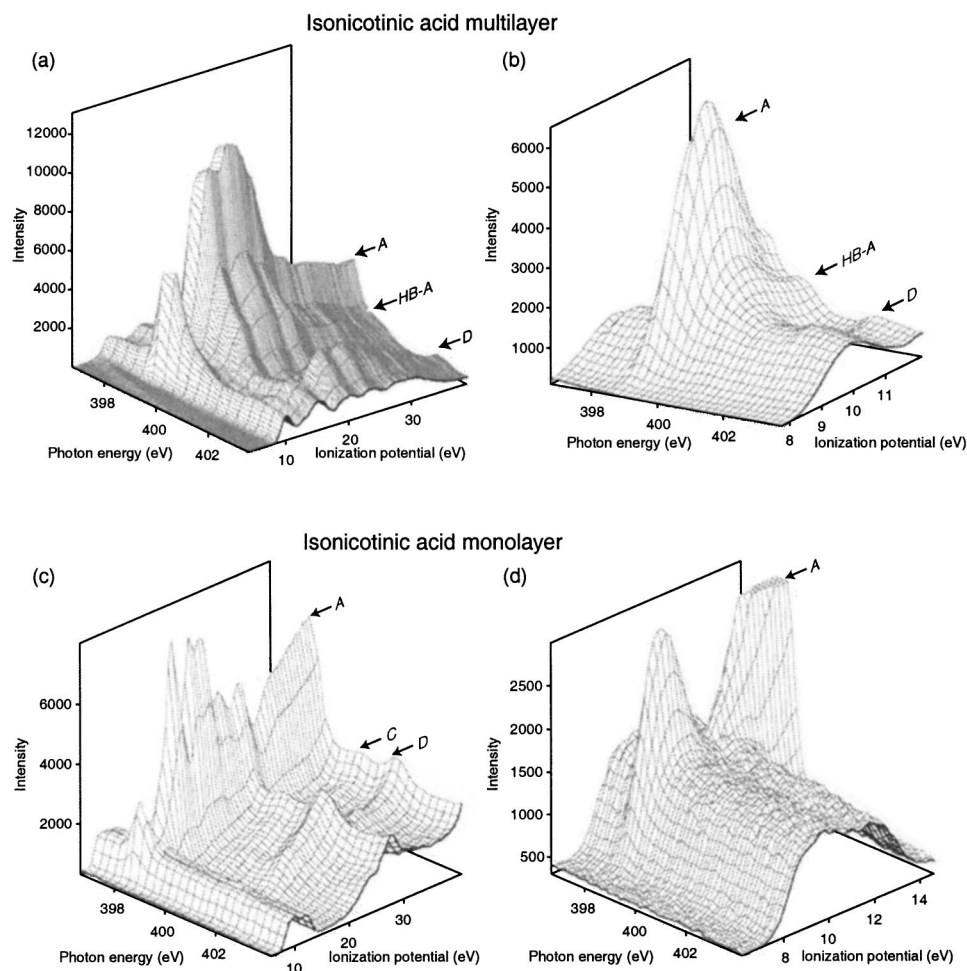 Isonicotinic acid multilayer
(a)
12000
10000
8000
6000
4000
2000
Intensity
A
HB-A
D
398
400
402
Photon energy (eV)
10
20
30
Ionization potential (eV)
(b)
6000
5000
4000
3000
2000
1000
Intensity
A
HB-A
D
398
400
402
Photon energy (eV)
8
9
10
11
Ionization potential (eV)
Isonicotinic acid monolayer
(c)
6000
4000
2000
Intensity
A
C
D
398
400
402
Photon energy (eV)
10
20
30
Ionization potential (eV)
(d)
2500
2000
1500
1000
500
Intensity
A
398
400
402
Photon energy (eV)
8
10
12
14
Ionization potential (eV)